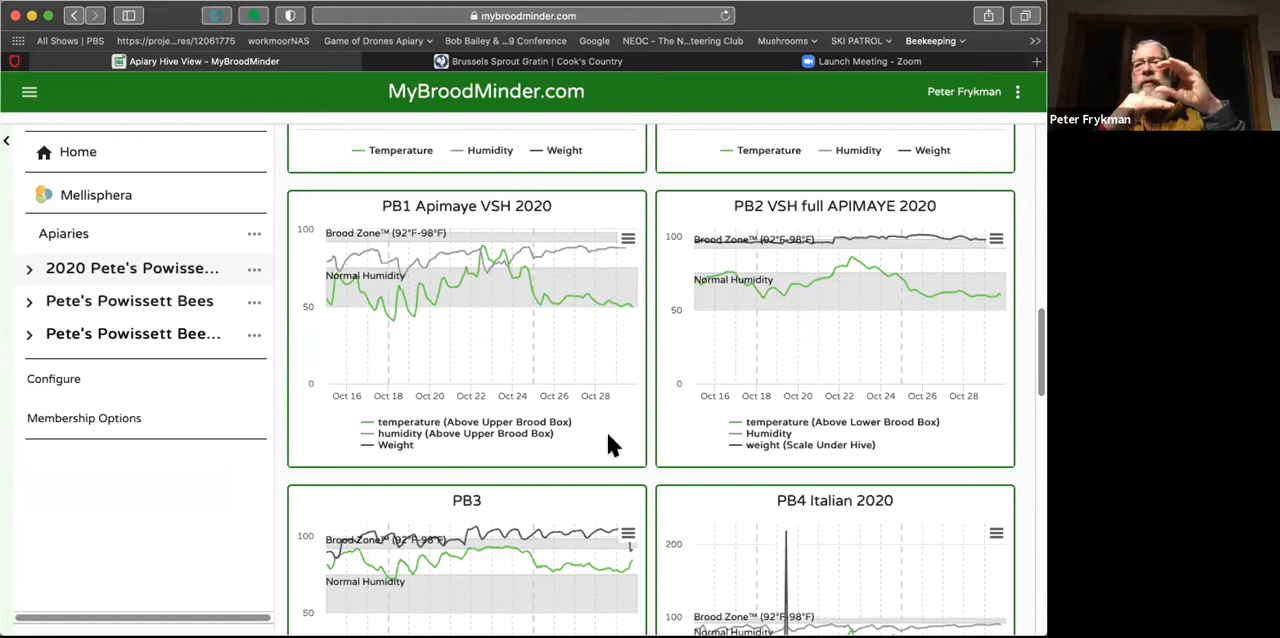 mybroodminder.com
All Shows | PBS https://proje...res/12061775 workmoorNAS Game of Drones Apiary Bob Bailey & ...9 Conference Google NEOC - The N...teering Club Mushrooms SKI PATROL Beekeeping >>
Apiary Hive View - MyBroodMinder Brussels Sprout Gratin | Cook's Country Launch Meeting - Zoom
MyBroodMinder.com
Peter Frykman
Peter Frykman
Home
Mellisphera
Apiaries
2020 Pete's Powisse...
Pete's Powissett Bees
Pete's Powissett Bee...
Configure
Membership Options
Temperature Humidity Weight
Temperature Humidity Weight
PB1 Apimaye VSH 2020
100
Brood Zone™ (92°F-98°F)
Normal Humidity
50
0
Oct 16 Oct 18 Oct 20 Oct 22 Oct 24 Oct 26 Oct 28
temperature (Above Upper Brood Box)
humidity (Above Upper Brood Box)
Weight
PB2 VSH full APIMAYE 2020
100
Brood Zone™ (92°F-98°F)
Normal Humidity
50
0
Oct 16 Oct 18 Oct 20 Oct 22 Oct 24 Oct 26 Oct 28
temperature (Above Lower Brood Box)
Humidity
weight (Scale Under Hive)
PB3
100
Brood Zone™ (92°F-98°F)
Normal Humidity
50
PB4 Italian 2020
200
100
Brood Zone™ (92°F-98°F)
Normal Humidity